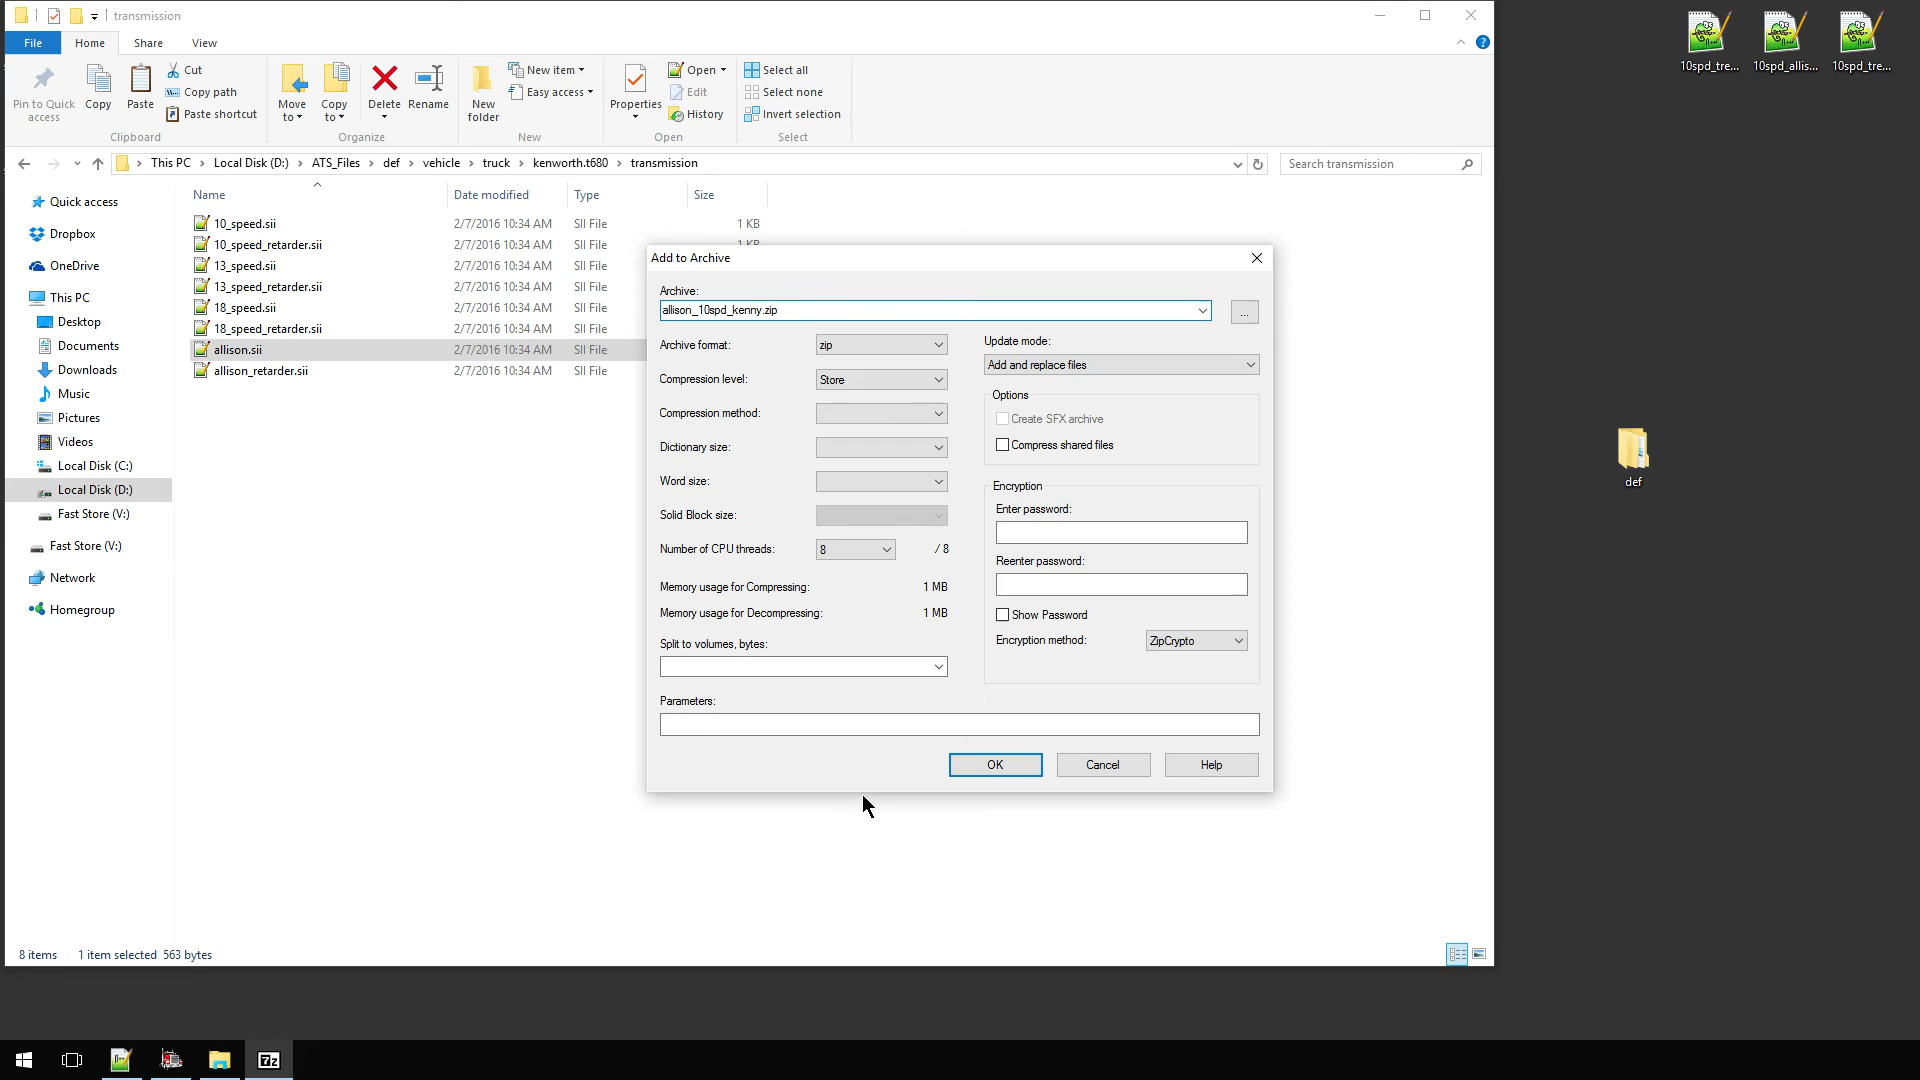 transmission
File Home Share View
Pin to Quick access
Copy
Paste
Cut
Copy path
Paste shortcut
Clipboard
Move to
Copy to
Delete
Rename
Organize
New folder
New item
Easy access
New
Properties
Open
Edit
History
Open
Select all
Select none
Invert selection
Select
This PC › Local Disk (D:) › ATS_Files › def › vehicle › truck › kenworth.t680 › transmission
Search transmission
Quick access
Dropbox
OneDrive
This PC
Desktop
Documents
Downloads
Music
Pictures
Videos
Local Disk (C:)
Local Disk (D:)
Fast Store (V:)
Fast Store (V:)
Network
Homegroup
Name Date modified Type Size
10_speed.sii 2/7/2016 10:34 AM SII File 1 KB
10_speed_retarder.sii 2/7/2016 10:34 AM SII File 1 KB
13_speed.sii 2/7/2016 10:34 AM SII File
13_speed_retarder.sii 2/7/2016 10:34 AM SII File
18_speed.sii 2/7/2016 10:34 AM SII File
18_speed_retarder.sii 2/7/2016 10:34 AM SII File
allison.sii 2/7/2016 10:34 AM SII File
allison_retarder.sii 2/7/2016 10:34 AM SII File
Add to Archive
Archive:
allison_10spd_kenny.zip
...
Archive format: zip
Compression level: Store
Compression method:
Dictionary size:
Word size:
Solid Block size:
Number of CPU threads: 8 / 8
Memory usage for Compressing: 1 MB
Memory usage for Decompressing: 1 MB
Split to volumes, bytes:
Parameters:
Update mode:
Add and replace files
Options
Create SFX archive
Compress shared files
Encryption
Enter password:
Reenter password:
Show Password
Encryption method: ZipCrypto
OK Cancel Help
8 items 1 item selected 563 bytes
10spd_tre...
10spd_allis...
10spd_tre...
def
7z